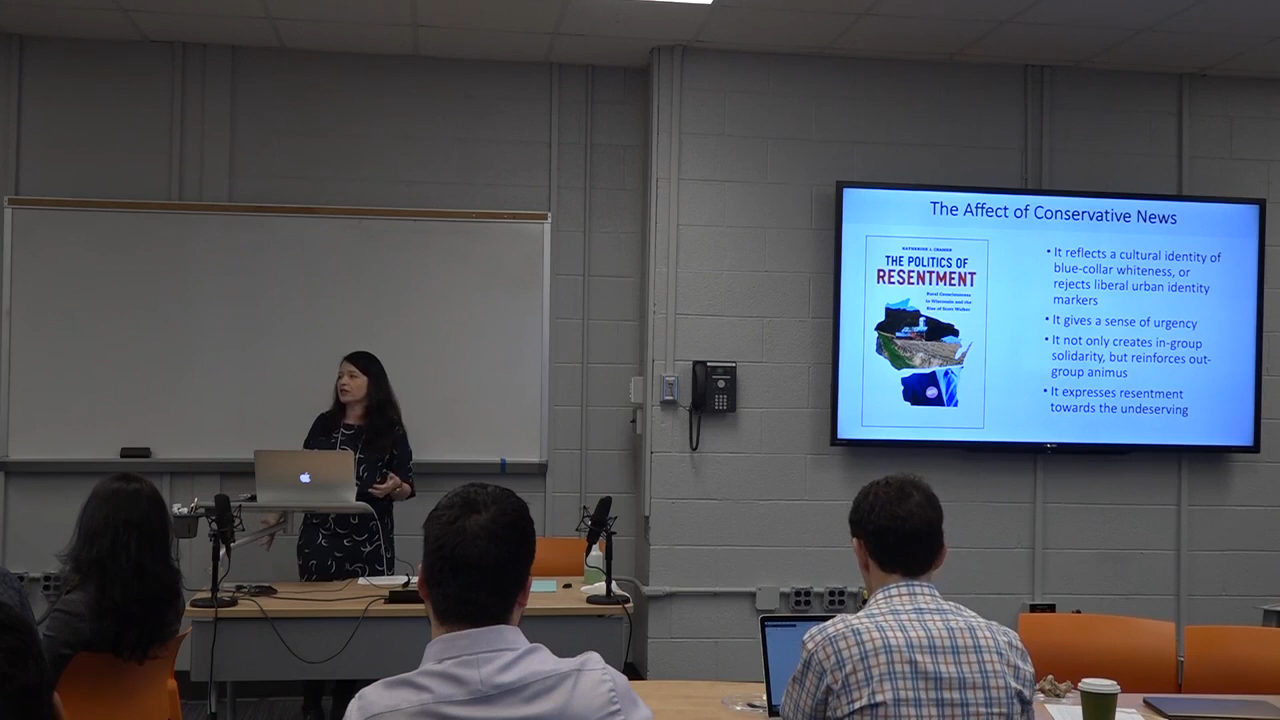 The Affect of Conservative News
KATHERINE J. CRAMER
THE POLITICS OF
RESENTMENT
Rural Consciousness
in Wisconsin and the
Rise of Scott Walker
• It reflects a cultural identity of
blue-collar whiteness, or
rejects liberal urban identity
markers
• It gives a sense of urgency
• It not only creates in-group
solidarity, but reinforces out-
group animus
• It expresses resentment
towards the undeserving